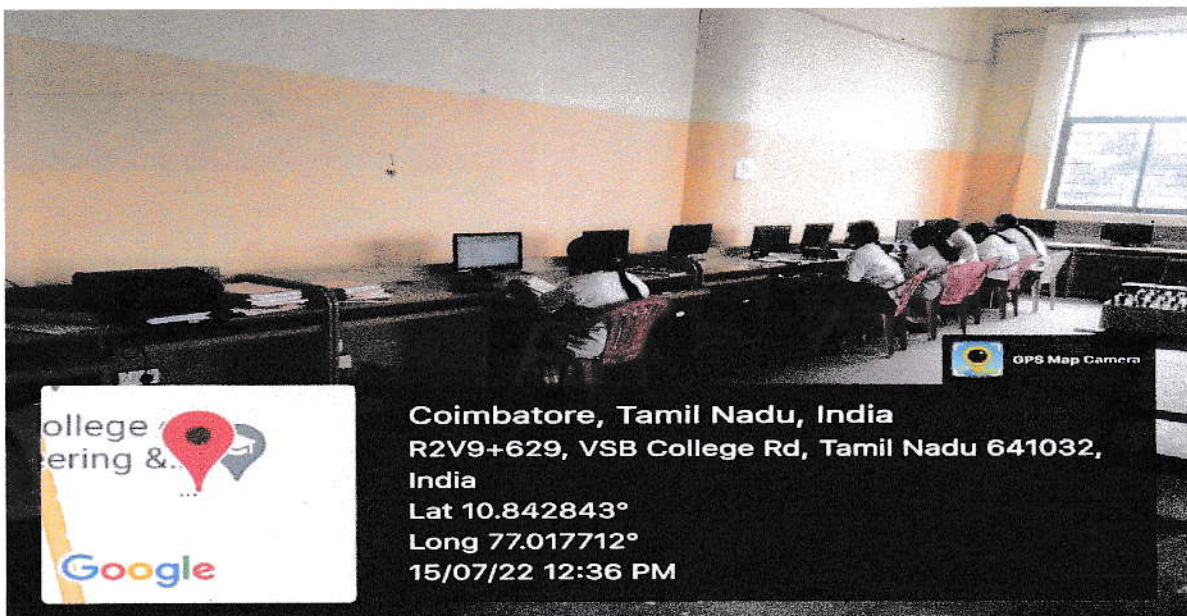 GPS Map Camera
Coimbatore, Tamil Nadu, India
R2V9+629, VSB College Rd, Tamil Nadu 641032,
India
Lat 10.842843°
Long 77.017712°
15/07/22 12:36 PM
ollege
ering &.
...
Google